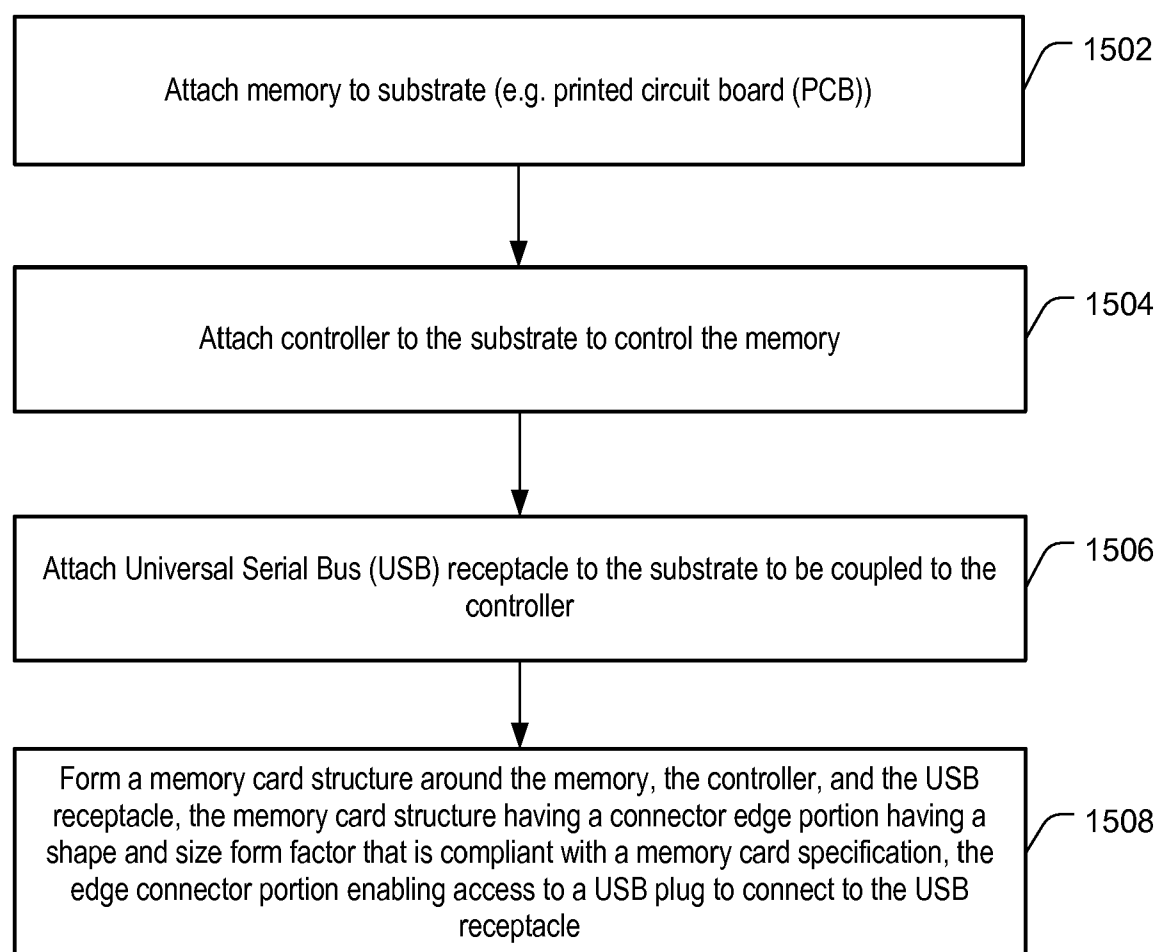 Attach memory to substrate (e.g. printed circuit board (PCB))
1502
Attach controller to the substrate to control the memory
1504
Attach Universal Serial Bus (USB) receptacle to the substrate to be coupled to the
controller
1506
Form a memory card structure around the memory, the controller, and the USB
receptacle, the memory card structure having a connector edge portion having a
shape and size form factor that is compliant with a memory card specification, the
edge connector portion enabling access to a USB plug to connect to the USB
receptacle
1508